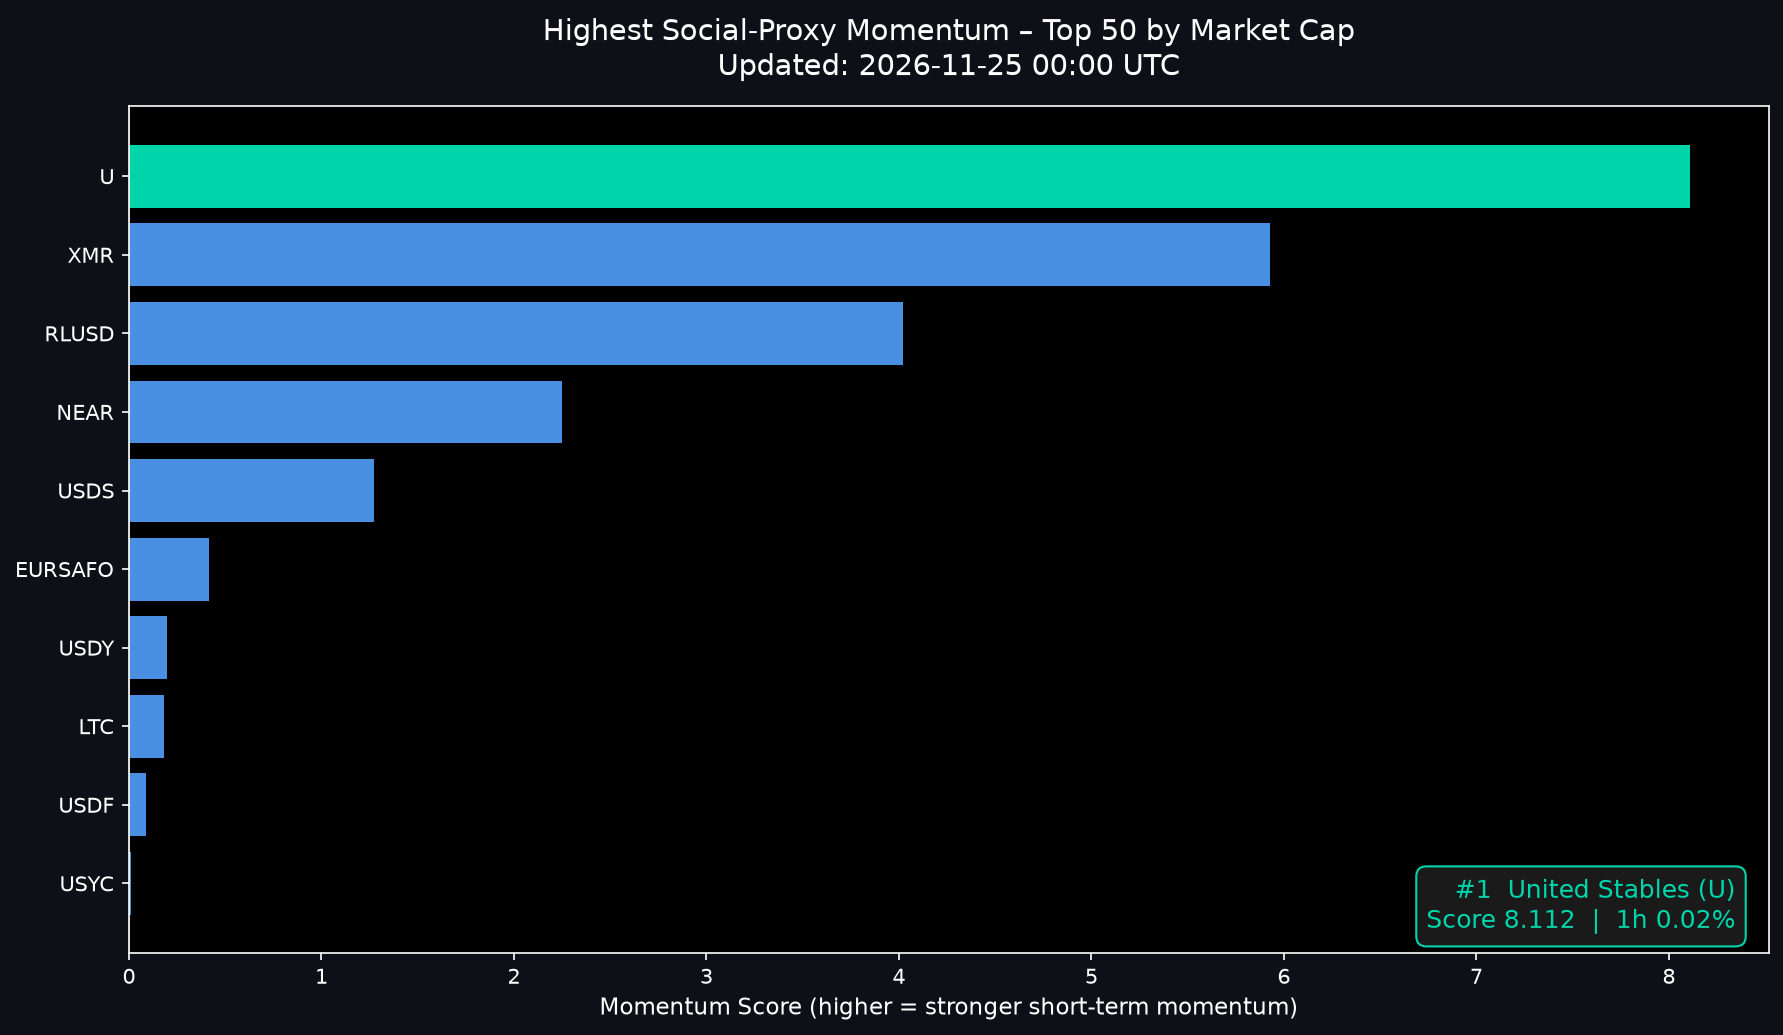 Highest Social-Proxy Momentum – Top 50 by Market Cap
Updated: 2026-11-25 00:00 UTC
U
XMR
RLUSD
NEAR
USDS
EURSAFO
USDY
LTC
USDF
USYC
#1  United Stables (U)
Score 8.112  |  1h 0.02%
0 1 2 3 4 5 6 7 8
Momentum Score (higher = stronger short-term momentum)